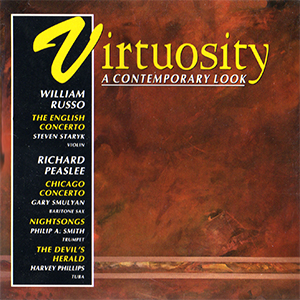 Virtuosity
A CONTEMPORARY LOOK
WILLIAM
RUSSO
THE ENGLISH
CONCERTO
STEVEN STARYK
VIOLIN
RICHARD
PEASLEE
CHICAGO
CONCERTO
GARY SMULYAN
BARITONE SAX
NIGHTSONGS
PHILIP A. SMITH
TRUMPET
THE DEVIL'S
HERALD
HARVEY PHILLIPS
TUBA